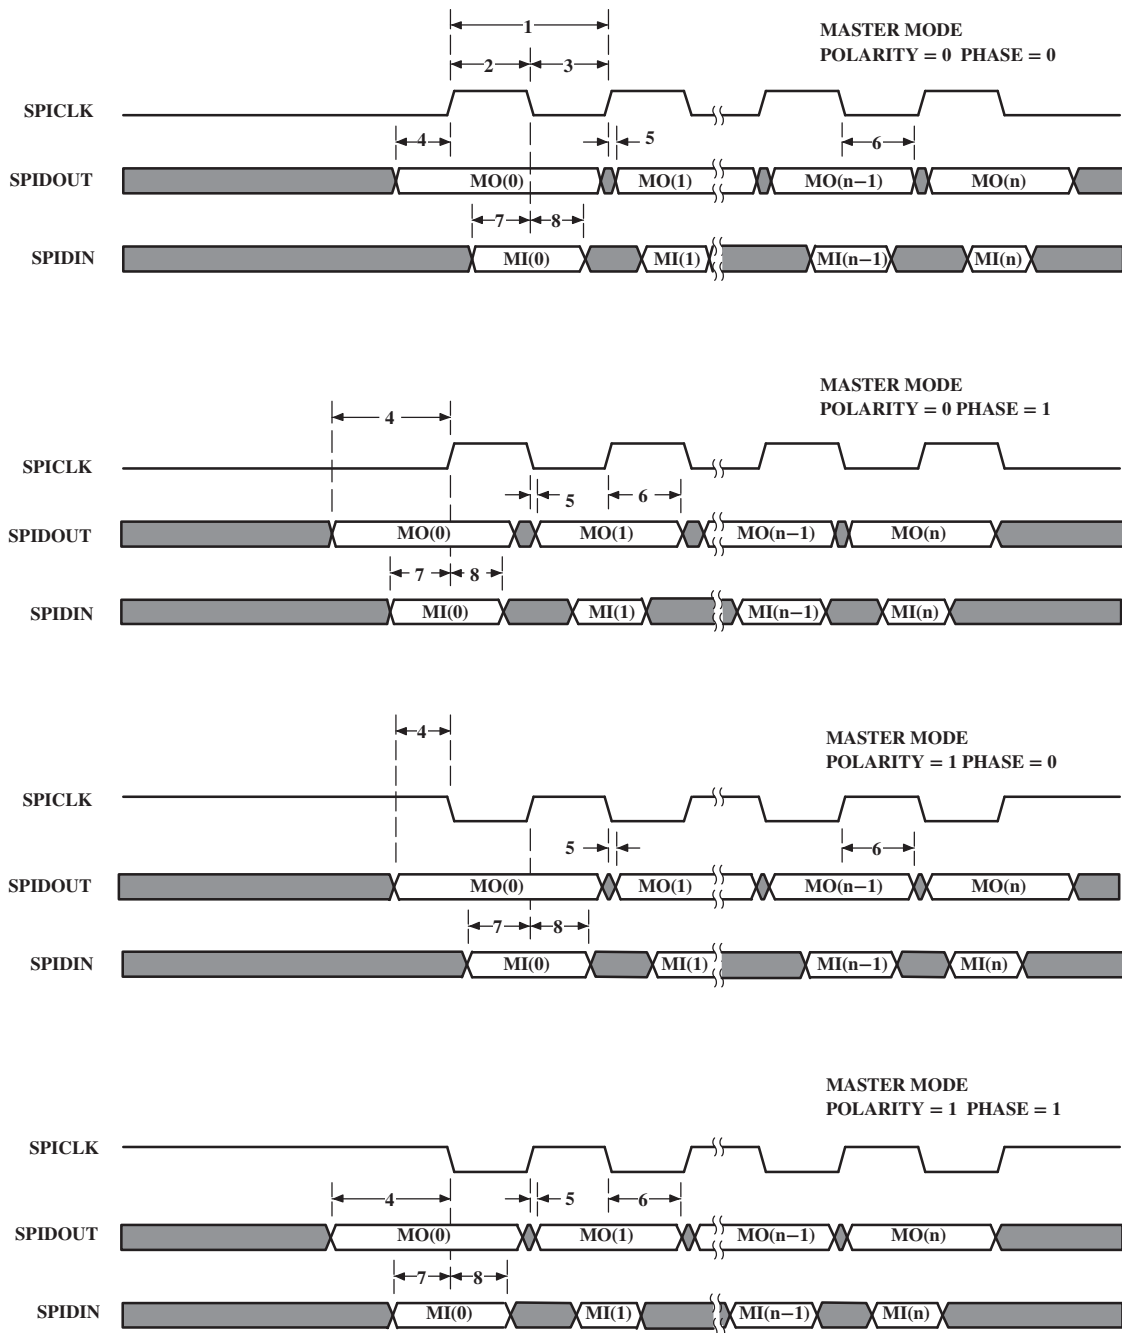 1
MASTER MODE
POLARITY = 0 PHASE = 0
2 3
SPICLK
4 5 6
SPIDOUT MO(0) MO(1) MO(n−1) MO(n)
7 8
SPIDIN MI(0) MI(1) MI(n−1) MI(n)
MASTER MODE
POLARITY = 0 PHASE = 1
4
SPICLK
5 6
SPIDOUT MO(0) MO(1) MO(n−1) MO(n)
7 8
SPIDIN MI(0) MI(1) MI(n−1) MI(n)
4
MASTER MODE
POLARITY = 1 PHASE = 0
SPICLK
5 6
SPIDOUT MO(0) MO(1) MO(n−1) MO(n)
7 8
SPIDIN MI(0) MI(1) MI(n−1) MI(n)
MASTER MODE
POLARITY = 1 PHASE = 1
SPICLK
4 5 6
SPIDOUT MO(0) MO(1) MO(n−1) MO(n)
7 8
SPIDIN MI(0) MI(1) MI(n−1) MI(n)